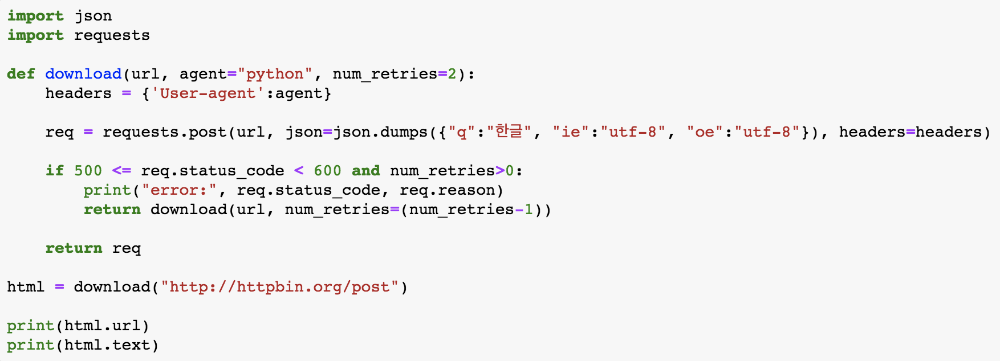 import json
import requests

def download(url, agent="python", num_retries=2):
    headers = {'User-agent':agent}

    req = requests.post(url, json=json.dumps({"q":"한글", "ie":"utf-8", "oe":"utf-8"}), headers=headers)

    if 500 <= req.status_code < 600 and num_retries>0:
        print("error:", req.status_code, req.reason)
        return download(url, num_retries=(num_retries-1))

    return req

html = download("http://httpbin.org/post")

print(html.url)
print(html.text)